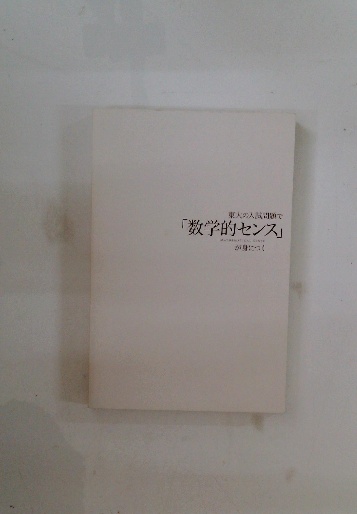 東大の入試問題で
「数学的センス」
が身につく